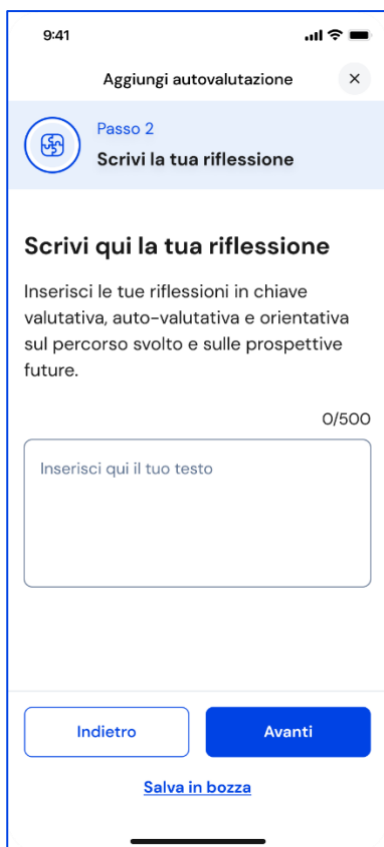 9:41
Aggiungi autovalutazione
Passo 2
Scrivi la tua riflessione
Scrivi qui la tua riflessione
Inserisci le tue riflessioni in chiave
valutativa, auto-valutativa e orientativa
sul percorso svolto e sulle prospettive
future.
0/500
Inserisci qui il tuo testo
Indietro
Avanti
Salva in bozza